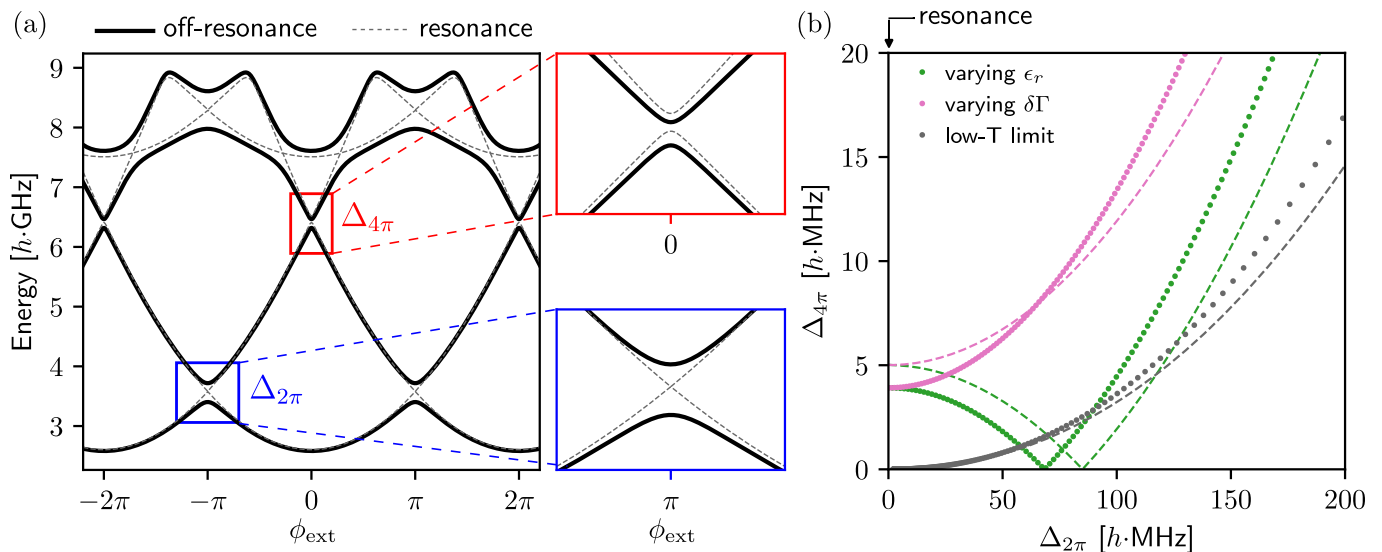 (a)
off-resonance
resonance
Energy [h·GHz]
9
8
7
6
5
4
3
−2π
−π
0
π
2π
ϕext
Δ4π
Δ2π
0
ϕext
π
ϕext
(b)
resonance
varying ϵr
varying δΓ
low-T limit
Δ4π [h·MHz]
20
15
10
5
0
0
50
100
150
200
Δ2π [h·MHz]